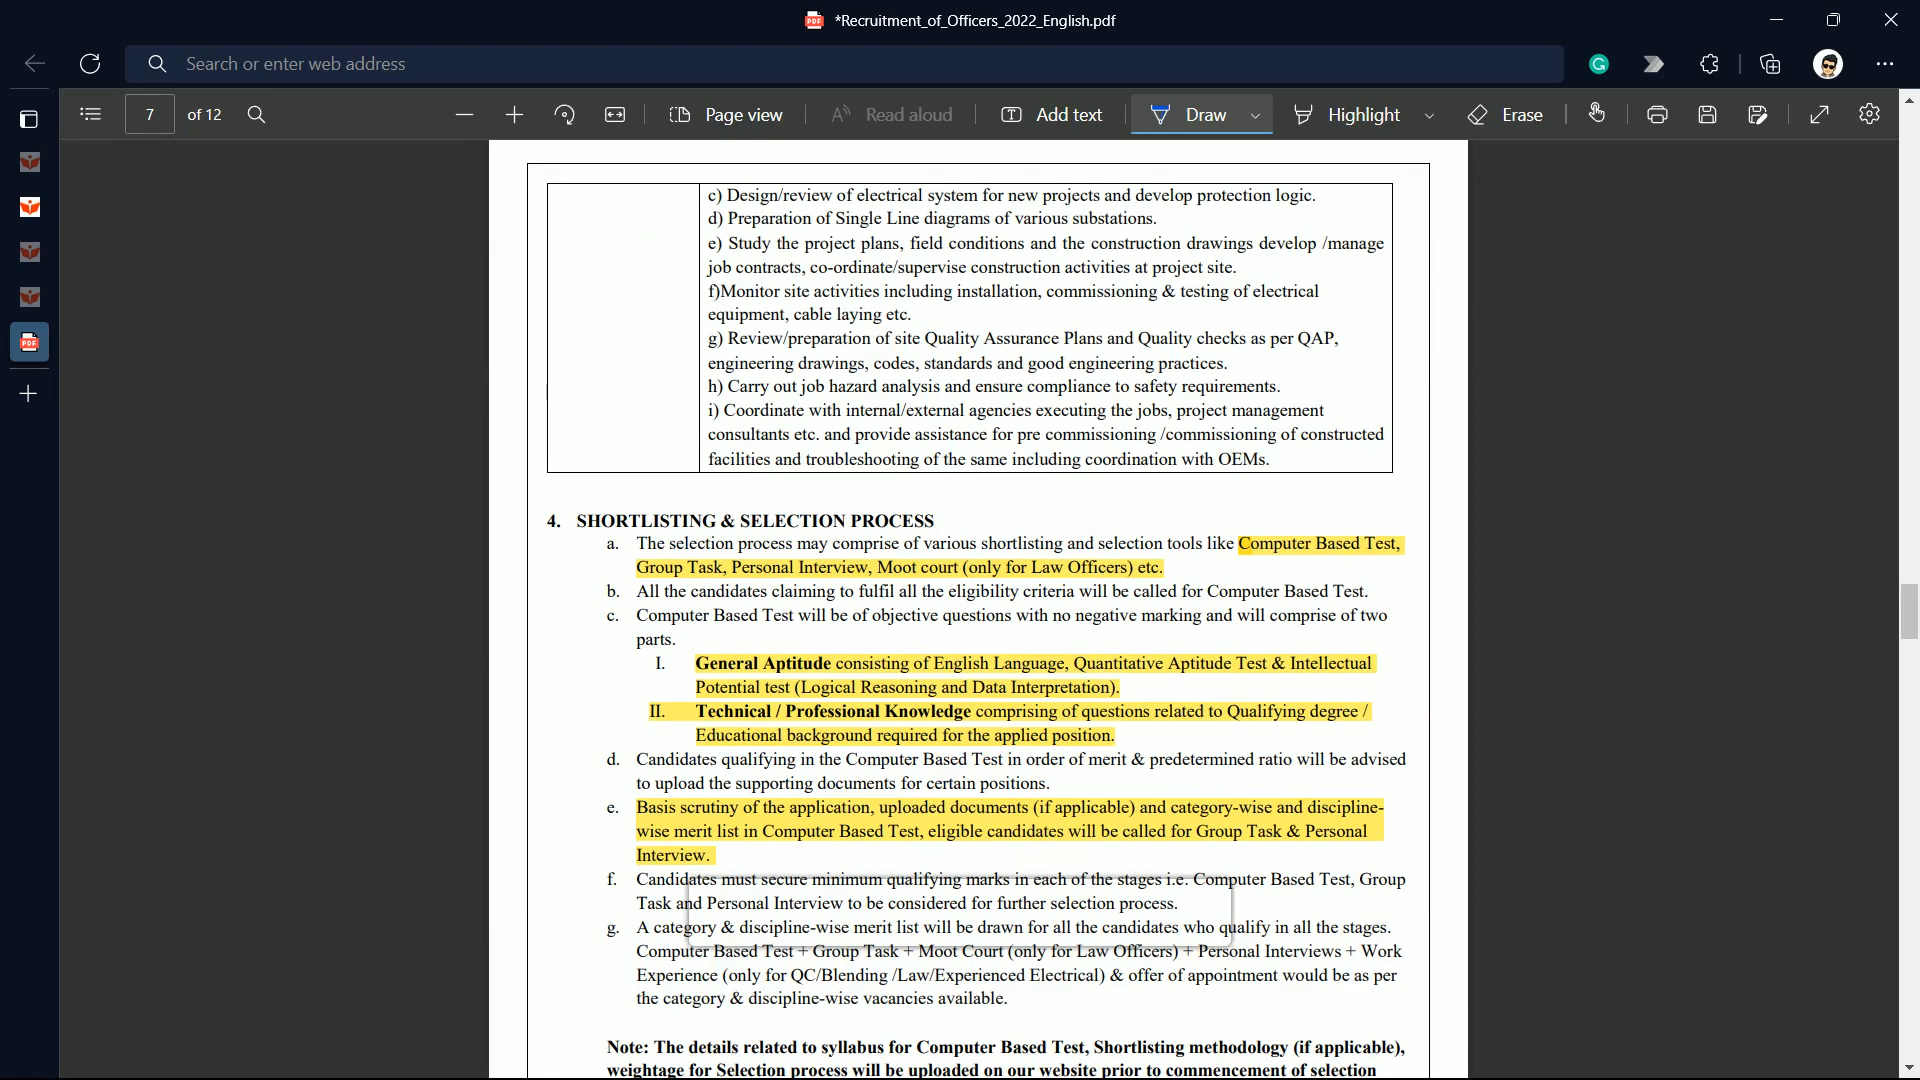 *Recruitment_of_Officers_2022_English.pdf
Search or enter web address
7 of 12 Page view Read aloud Add text Draw Highlight Erase
c) Design/review of electrical system for new projects and develop protection logic.
d) Preparation of Single Line diagrams of various substations.
e) Study the project plans, field conditions and the construction drawings develop /manage
job contracts, co-ordinate/supervise construction activities at project site.
f)Monitor site activities including installation, commissioning & testing of electrical
equipment, cable laying etc.
g) Review/preparation of site Quality Assurance Plans and Quality checks as per QAP,
engineering drawings, codes, standards and good engineering practices.
h) Carry out job hazard analysis and ensure compliance to safety requirements.
i) Coordinate with internal/external agencies executing the jobs, project management
consultants etc. and provide assistance for pre commissioning /commissioning of constructed
facilities and troubleshooting of the same including coordination with OEMs.
4. SHORTLISTING & SELECTION PROCESS
a. The selection process may comprise of various shortlisting and selection tools like Computer Based Test,
Group Task, Personal Interview, Moot court (only for Law Officers) etc.
b. All the candidates claiming to fulfil all the eligibility criteria will be called for Computer Based Test.
c. Computer Based Test will be of objective questions with no negative marking and will comprise of two
parts.
I. General Aptitude consisting of English Language, Quantitative Aptitude Test & Intellectual
Potential test (Logical Reasoning and Data Interpretation).
II. Technical / Professional Knowledge comprising of questions related to Qualifying degree /
Educational background required for the applied position.
d. Candidates qualifying in the Computer Based Test in order of merit & predetermined ratio will be advised
to upload the supporting documents for certain positions.
e. Basis scrutiny of the application, uploaded documents (if applicable) and category-wise and discipline-
wise merit list in Computer Based Test, eligible candidates will be called for Group Task & Personal
Interview.
f. Candidates must secure minimum qualifying marks in each of the stages i.e. Computer Based Test, Group
Task and Personal Interview to be considered for further selection process.
g. A category & discipline-wise merit list will be drawn for all the candidates who qualify in all the stages.
Computer Based Test + Group Task + Moot Court (only for Law Officers) + Personal Interviews + Work
Experience (only for QC/Blending /Law/Experienced Electrical) & offer of appointment would be as per
the category & discipline-wise vacancies available.
Note: The details related to syllabus for Computer Based Test, Shortlisting methodology (if applicable),
weightage for Selection process will be uploaded on our website prior to commencement of selection